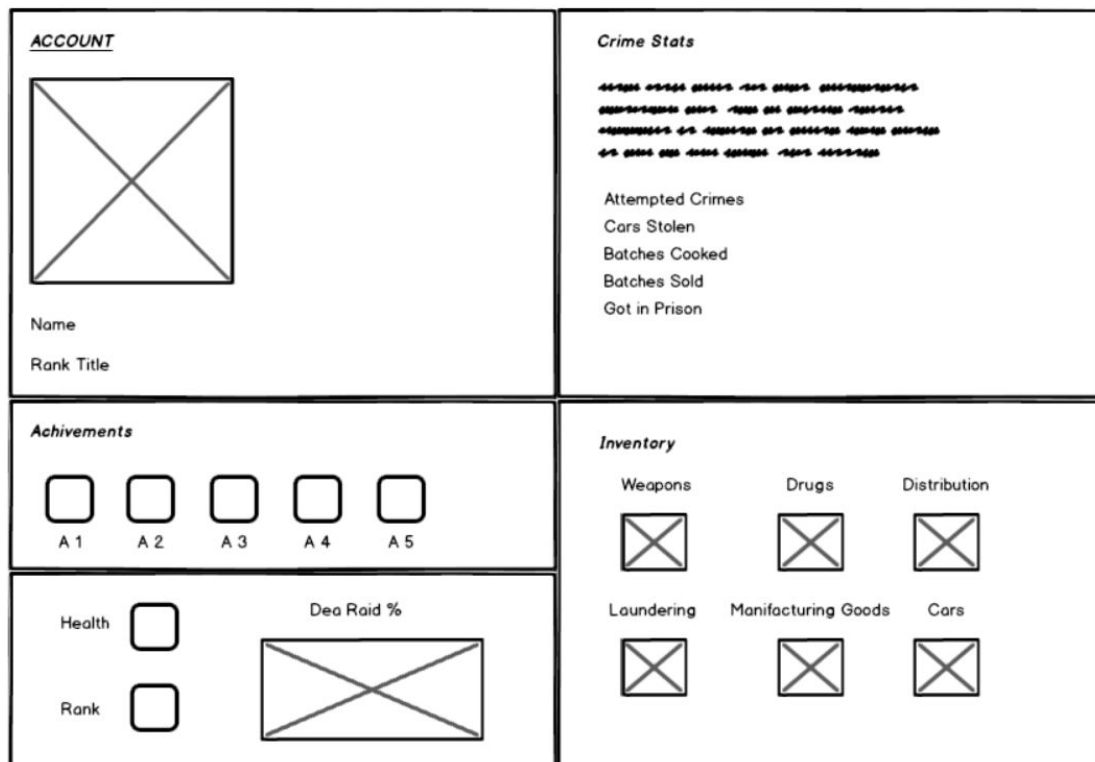 ACCOUNT
Name
Rank Title
Crime Stats
Attempted Crimes
Cars Stolen
Batches Cooked
Batches Sold
Got in Prison
Achivements
A 1 A 2 A 3 A 4 A 5
Health
Rank
Dea Raid %
Inventory
Weapons Drugs Distribution
Laundering Manifacturing Goods Cars